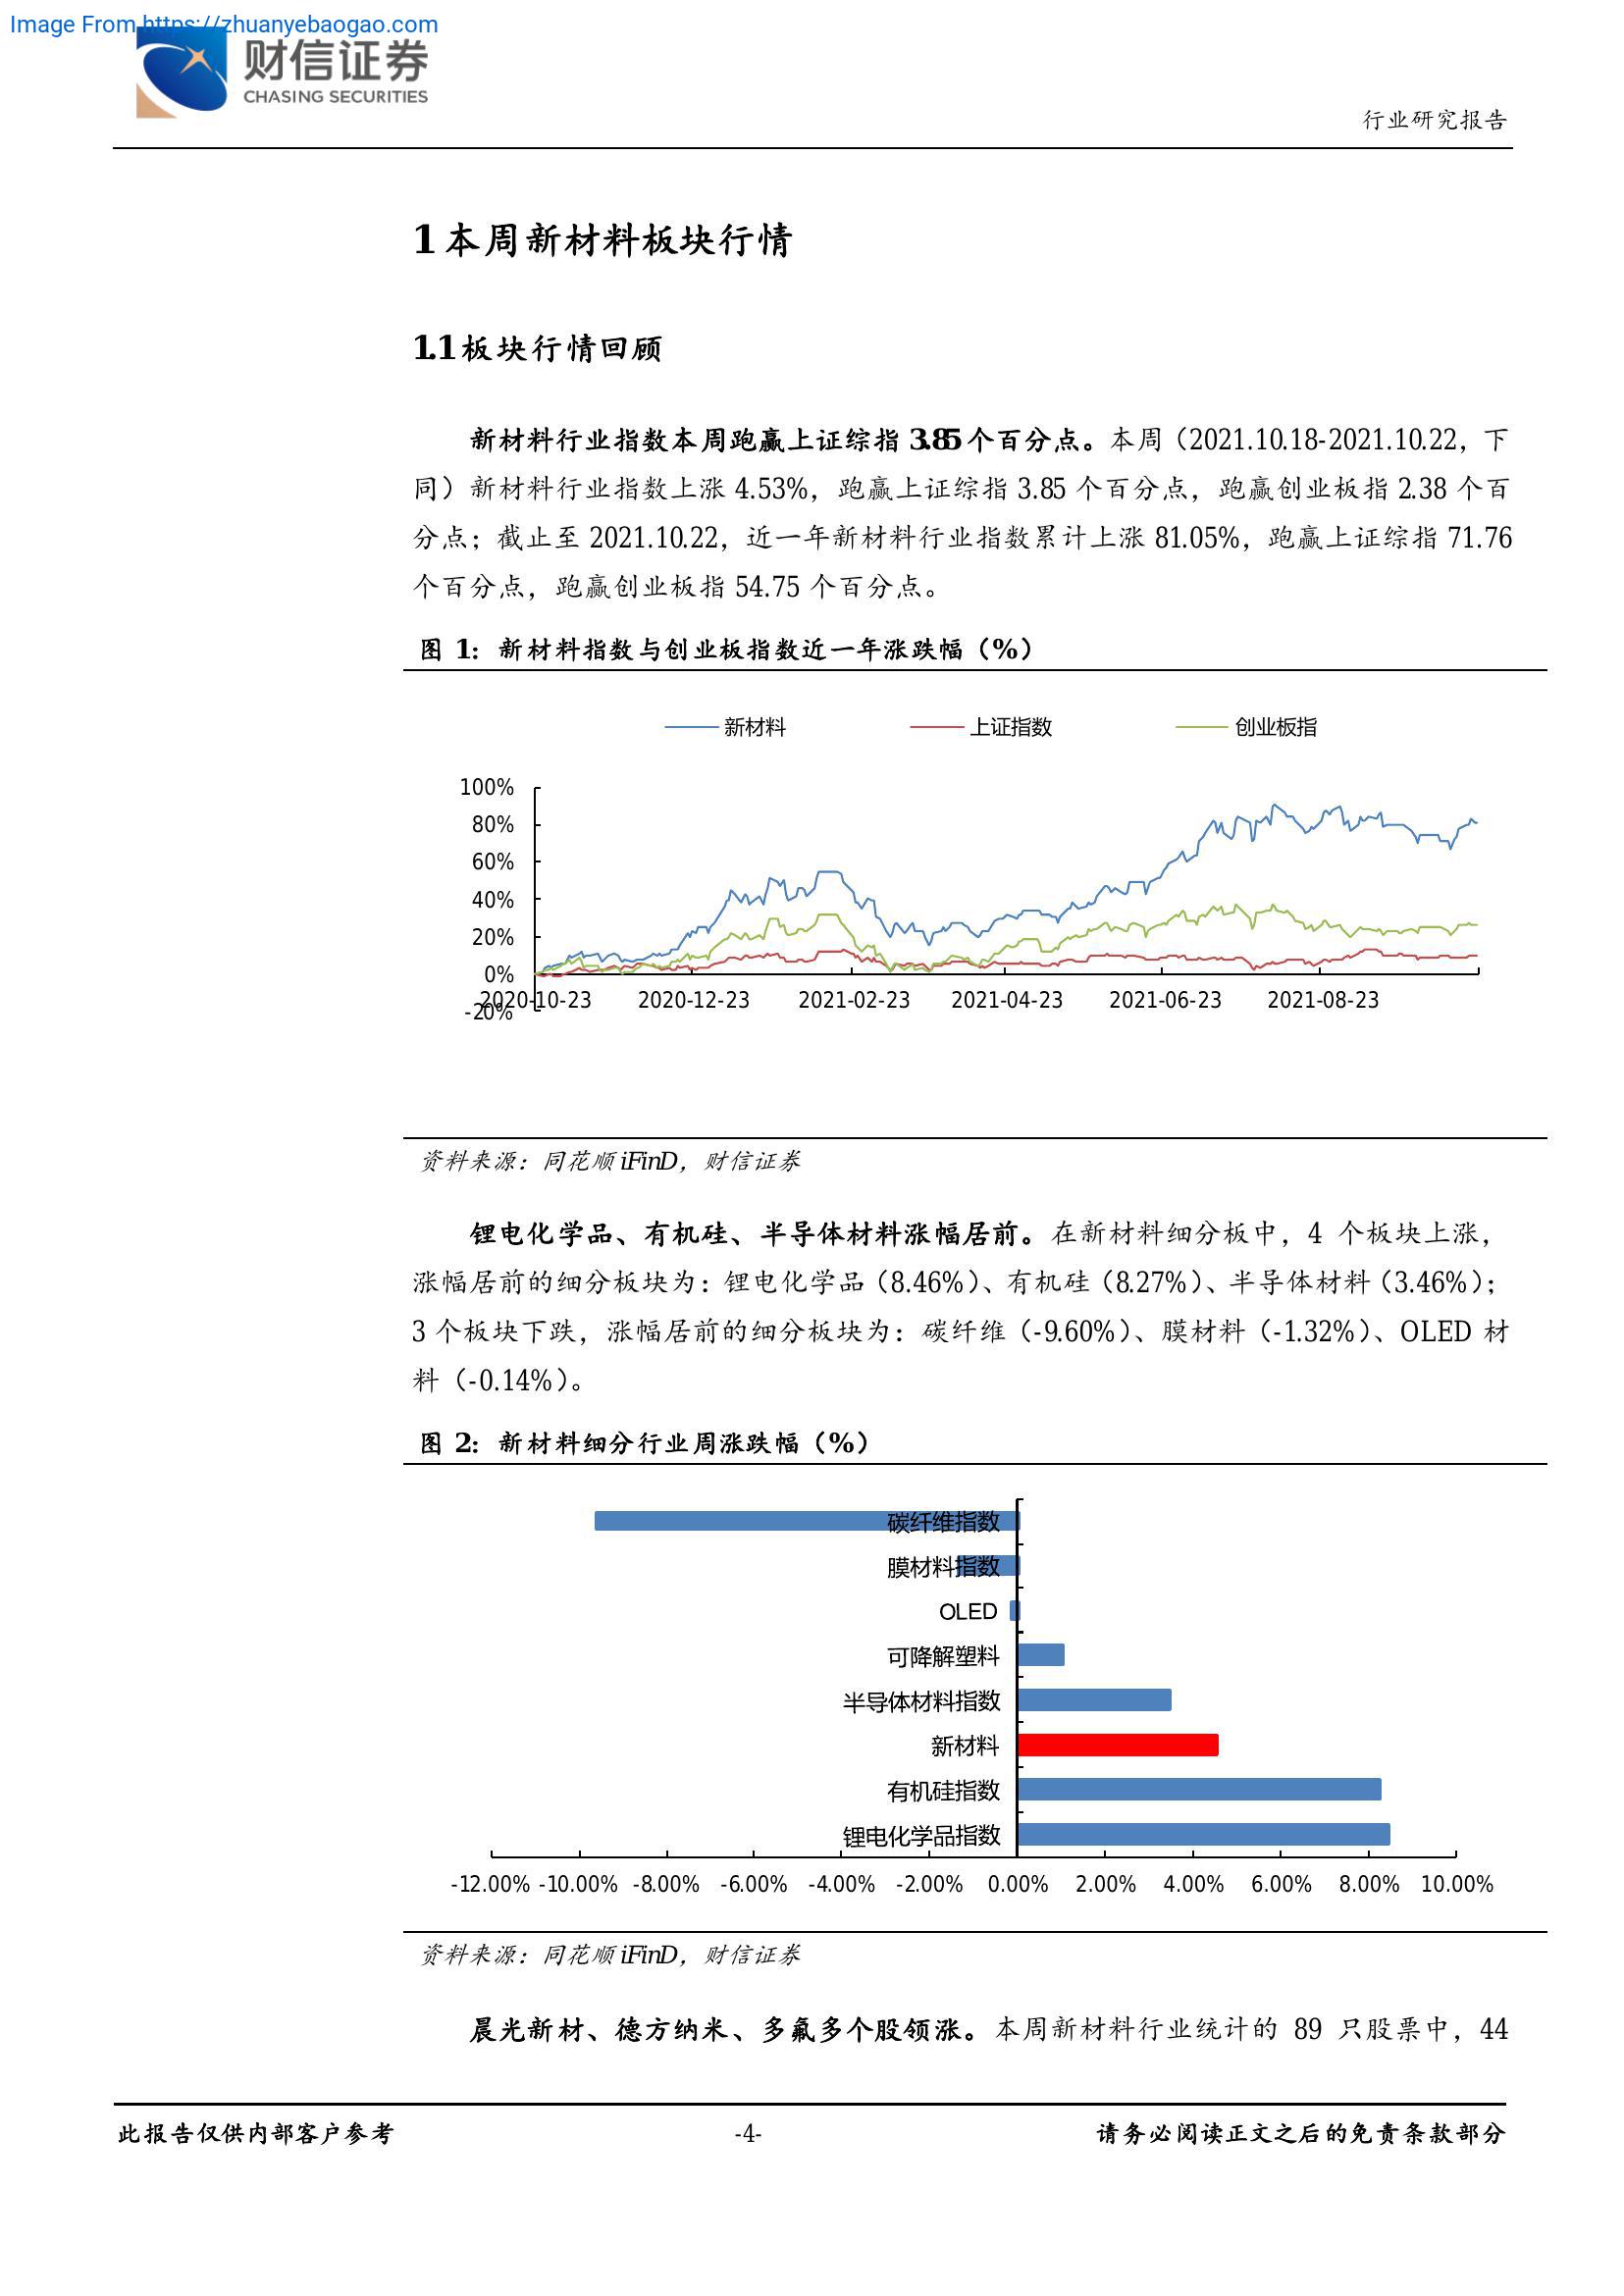 Image From https://zhuanyebaogao.com
财信证券
CHASING SECURITIES
行业研究报告
1 本周新材料板块行情
1.1 板块行情回顾
新材料行业指数本周跑赢上证综指 3.85 个百分点。本周（2021.10.18-2021.10.22，下
同）新材料行业指数上涨 4.53%，跑赢上证综指 3.85 个百分点，跑赢创业板指 2.38 个百
分点；截止至 2021.10.22，近一年新材料行业指数累计上涨 81.05%，跑赢上证综指 71.76
个百分点，跑赢创业板指 54.75 个百分点。
图 1：新材料指数与创业板指数近一年涨跌幅（%）
新材料 上证指数 创业板指
100%
80%
60%
40%
20%
0%
-20%
2020-10-23 2020-12-23 2021-02-23 2021-04-23 2021-06-23 2021-08-23
资料来源：同花顺 iFinD，财信证券
锂电化学品、有机硅、半导体材料涨幅居前。在新材料细分板中，4 个板块上涨，
涨幅居前的细分板块为：锂电化学品（8.46%）、有机硅（8.27%）、半导体材料（3.46%）；
3 个板块下跌，涨幅居前的细分板块为：碳纤维（-9.60%）、膜材料（-1.32%）、OLED 材
料（-0.14%）。
图 2：新材料细分行业周涨跌幅（%）
碳纤维指数
膜材料指数
OLED
可降解塑料
半导体材料指数
新材料
有机硅指数
锂电化学品指数
-12.00% -10.00% -8.00% -6.00% -4.00% -2.00% 0.00% 2.00% 4.00% 6.00% 8.00% 10.00%
资料来源：同花顺 iFinD，财信证券
晨光新材、德方纳米、多氟多个股领涨。本周新材料行业统计的 89 只股票中，44
此报告仅供内部客户参考 -4- 请务必阅读正文之后的免责条款部分